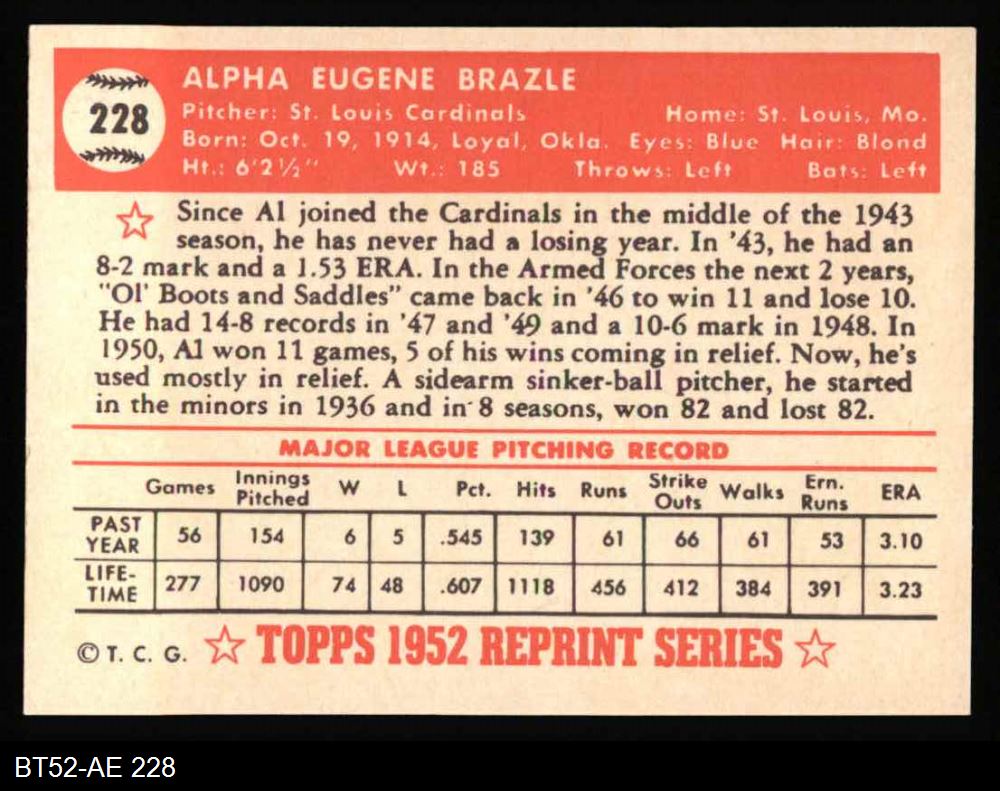 228
ALPHA EUGENE BRAZLE
Pitcher: St. Louis Cardinals Home: St. Louis, Mo.
Born: Oct. 19, 1914, Loyal, Okla. Eyes: Blue Hair: Blond
Ht.: 6'2½" Wt.: 185 Throws: Left Bats: Left
Since Al joined the Cardinals in the middle of the 1943
season, he has never had a losing year. In '43, he had an
8-2 mark and a 1.53 ERA. In the Armed Forces the next 2 years,
"Ol' Boots and Saddles" came back in '46 to win 11 and lose 10.
He had 14-8 records in '47 and '49 and a 10-6 mark in 1948. In
1950, Al won 11 games, 5 of his wins coming in relief. Now, he's
used mostly in relief. A sidearm sinker-ball pitcher, he started
in the minors in 1936 and in 8 seasons, won 82 and lost 82.
MAJOR LEAGUE PITCHING RECORD
Games Innings Pitched W L Pct. Hits Runs Strike Outs Walks Ern. Runs ERA
PAST YEAR 56 154 6 5 .545 139 61 66 61 53 3.10
LIFE-TIME 277 1090 74 48 .607 1118 456 412 384 391 3.23
© T. C. G. ☆ TOPPS 1952 REPRINT SERIES ☆
BT52-AE 228